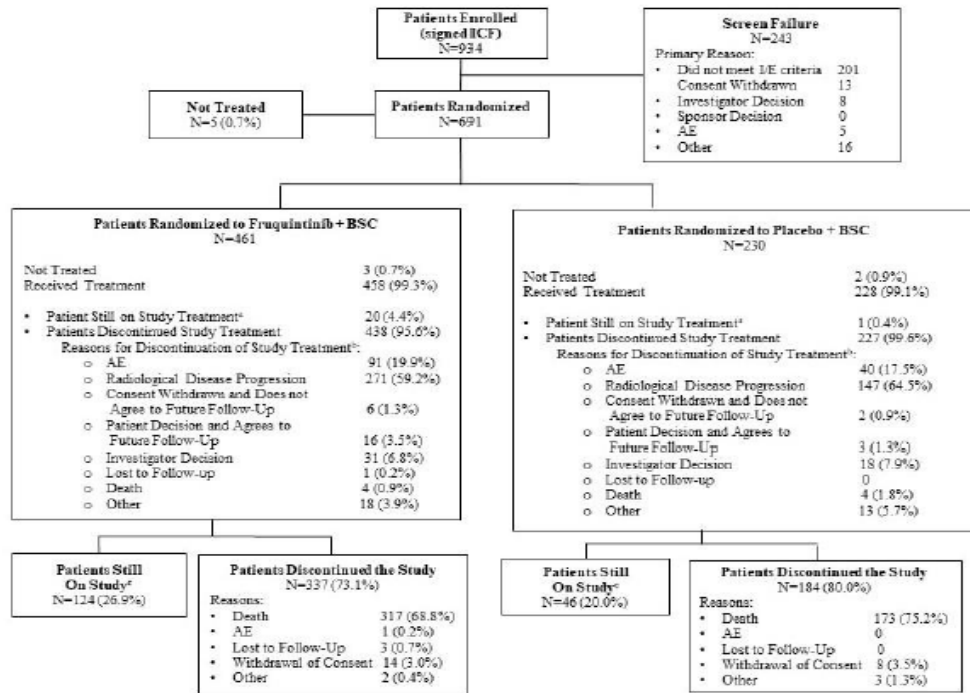 Patients Enrolled
(signed ICF)
N=934
Screen Failure
N=243
Primary Reason:
• Did not meet I/E criteria 201
Consent Withdrawn 13
• Investigator Decision 8
• Sponsor Decision 0
• AE 5
• Other 16
Not Treated
N=5 (0.7%)
Patients Randomized
N=691
Patients Randomized to Fruquintinib + BSC
N=461
Not Treated 3 (0.7%)
Received Treatment 458 (99.3%)
• Patient Still on Study Treatmentᵃ 20 (4.4%)
• Patients Discontinued Study Treatment 438 (95.6%)
Reasons for Discontinuation of Study Treatmentᵇ:
o AE 91 (19.9%)
o Radiological Disease Progression 271 (59.2%)
o Consent Withdrawn and Does not
Agree to Future Follow-Up 6 (1.3%)
o Patient Decision and Agrees to
Future Follow-Up 16 (3.5%)
o Investigator Decision 31 (6.8%)
o Lost to Follow-up 1 (0.2%)
o Death 4 (0.9%)
o Other 18 (3.9%)
Patients Randomized to Placebo + BSC
N=230
Not Treated 2 (0.9%)
Received Treatment 228 (99.1%)
• Patient Still on Study Treatmentᵃ 1 (0.4%)
• Patients Discontinued Study Treatment 227 (99.6%)
Reasons for Discontinuation of Study Treatmentᵇ:
o AE 40 (17.5%)
o Radiological Disease Progression 147 (64.5%)
o Consent Withdrawn and Does not
Agree to Future Follow-Up 2 (0.9%)
o Patient Decision and Agrees to
Future Follow-Up 3 (1.3%)
o Investigator Decision 18 (7.9%)
o Lost to Follow-up 0
o Death 4 (1.8%)
o Other 13 (5.7%)
Patients Still
On Studyᶜ
N=124 (26.9%)
Patients Discontinued the Study
N=337 (73.1%)
Reasons:
• Death 317 (68.8%)
• AE 1 (0.2%)
• Lost to Follow-Up 3 (0.7%)
• Withdrawal of Consent 14 (3.0%)
• Other 2 (0.4%)
Patients Still
On Studyᶜ
N=46 (20.0%)
Patients Discontinued the Study
N=184 (80.0%)
Reasons:
• Death 173 (75.2%)
• AE 0
• Lost to Follow-Up 0
• Withdrawal of Consent 8 (3.5%)
• Other 3 (1.3%)